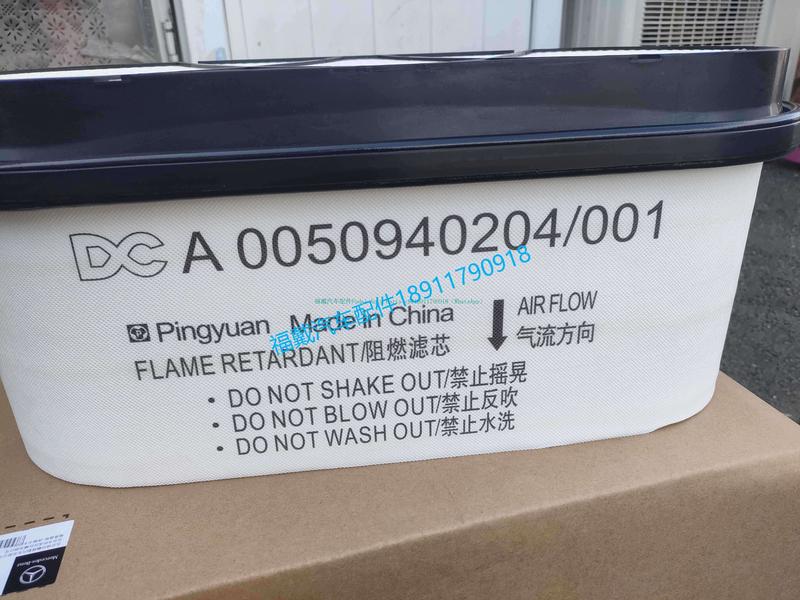 DC A 0050940204/001
Pingyuan Made in China
AIR FLOW
气流方向
FLAME RETARDANT/阻燃滤芯
• DO NOT SHAKE OUT/禁止摇晃
• DO NOT BLOW OUT/禁止反吹
• DO NOT WASH OUT/禁止水洗
福戴汽车配件18911790918
Mercedes-Benz